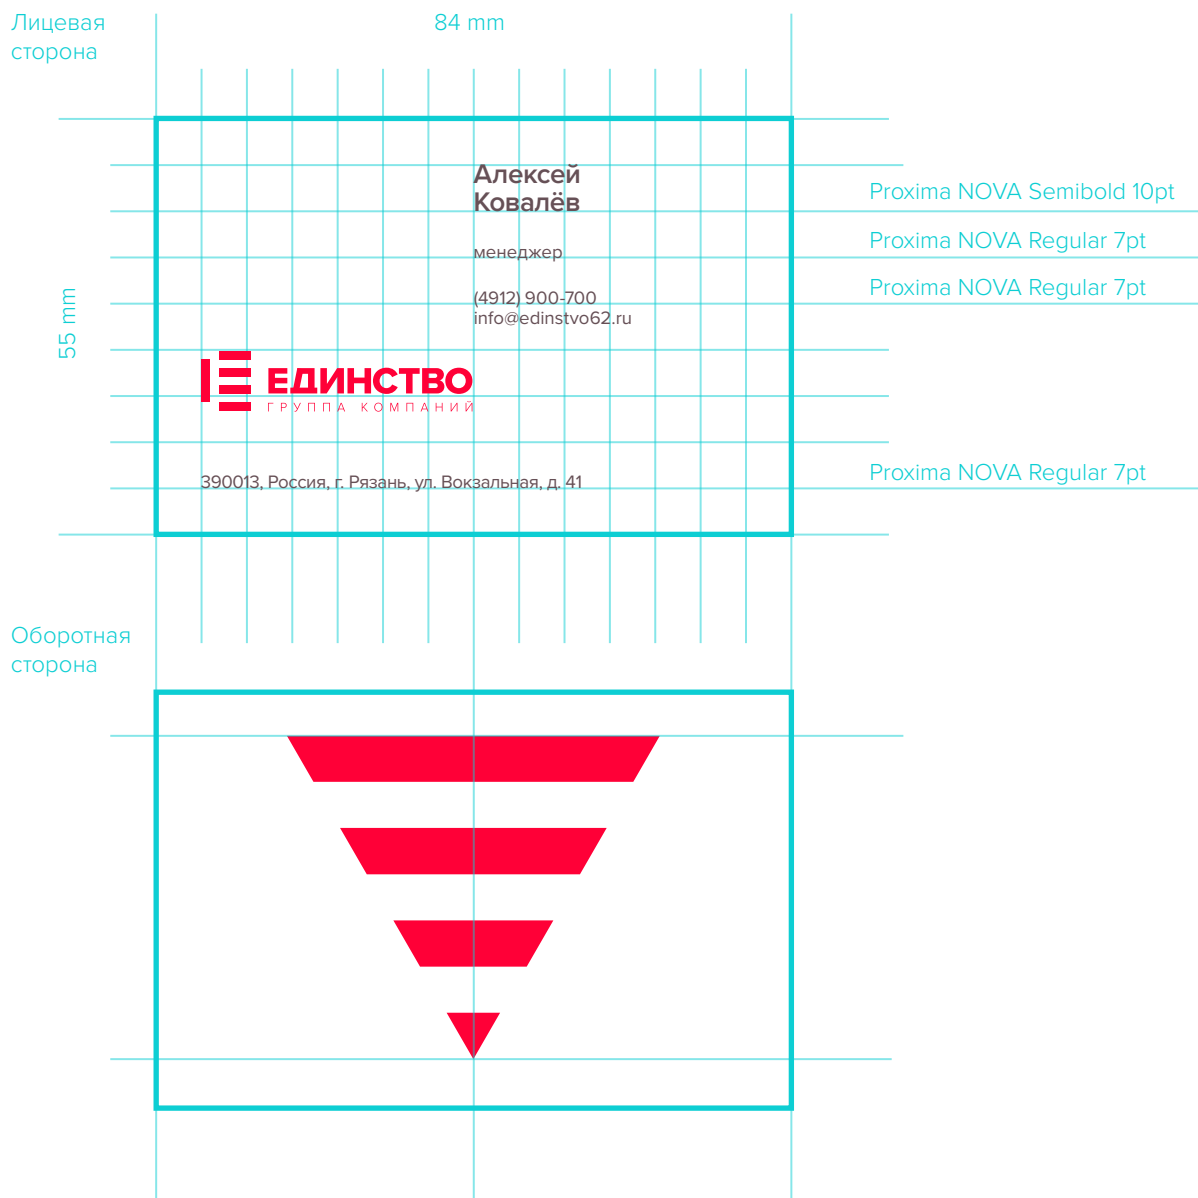 Лицевая
сторона
84 mm
55 mm
Алексей
Ковалёв
Proxima NOVA Semibold 10pt
менеджер
Proxima NOVA Regular 7pt
(4912) 900-700
info@edinstvo62.ru
Proxima NOVA Regular 7pt
ЕДИНСТВО
ГРУППА КОМПАНИЙ
390013, Россия, г. Рязань, ул. Вокзальная, д. 41
Proxima NOVA Regular 7pt
Оборотная
сторона